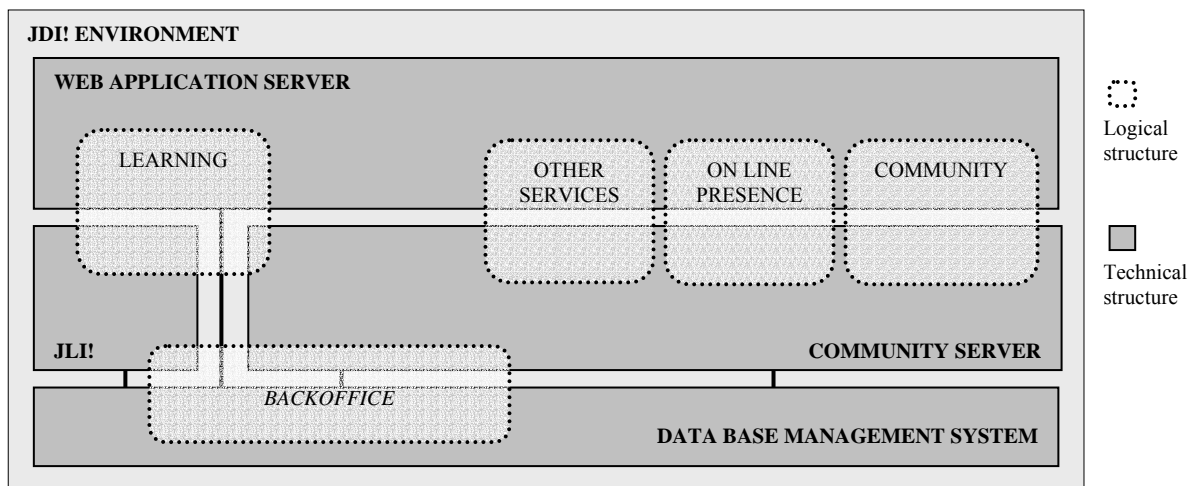 JDI! ENVIRONMENT
WEB APPLICATION SERVER
LEARNING
OTHER
SERVICES
ON LINE
PRESENCE
COMMUNITY
JLI!
COMMUNITY SERVER
BACKOFFICE
DATA BASE MANAGEMENT SYSTEM
Logical
structure
Technical
structure